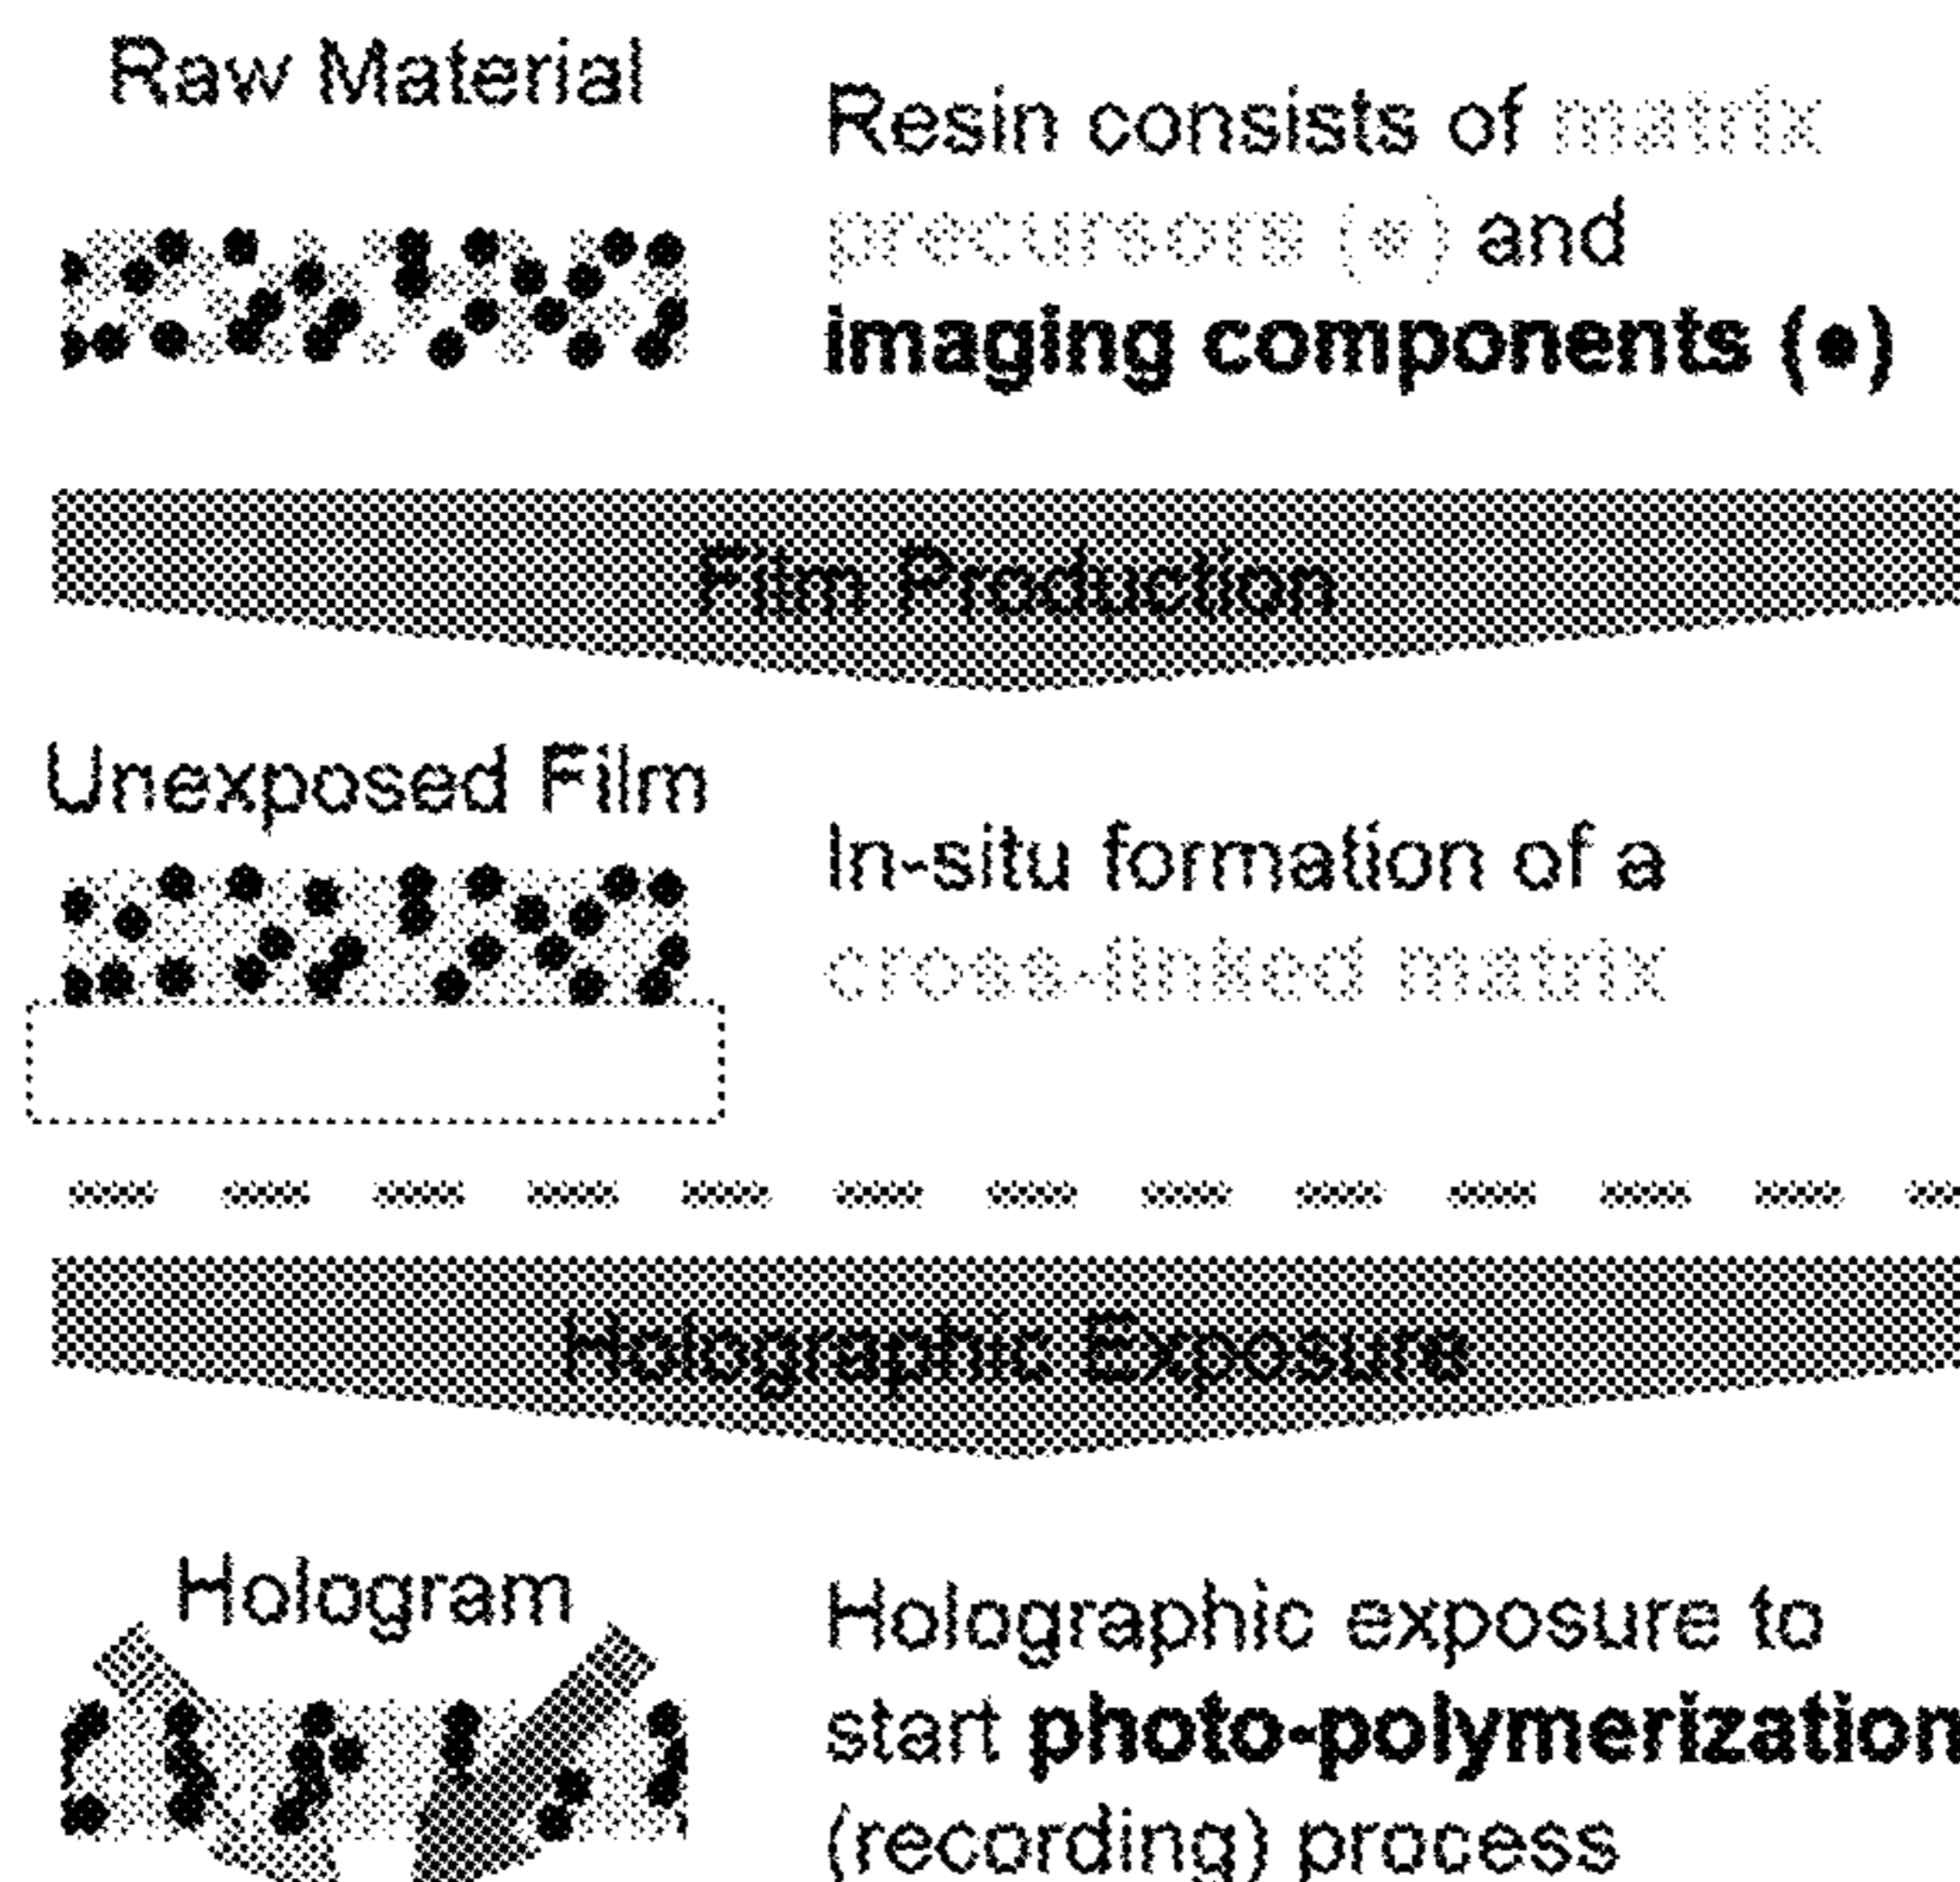 Raw Material
Resin consists of matrix
precursors (●) and
imaging components (●)
Film Production
Unexposed Film
In-situ formation of a
cross-linked matrix
Holographic Exposure
Hologram
Holographic exposure to
start photo-polymerization
(recording) process